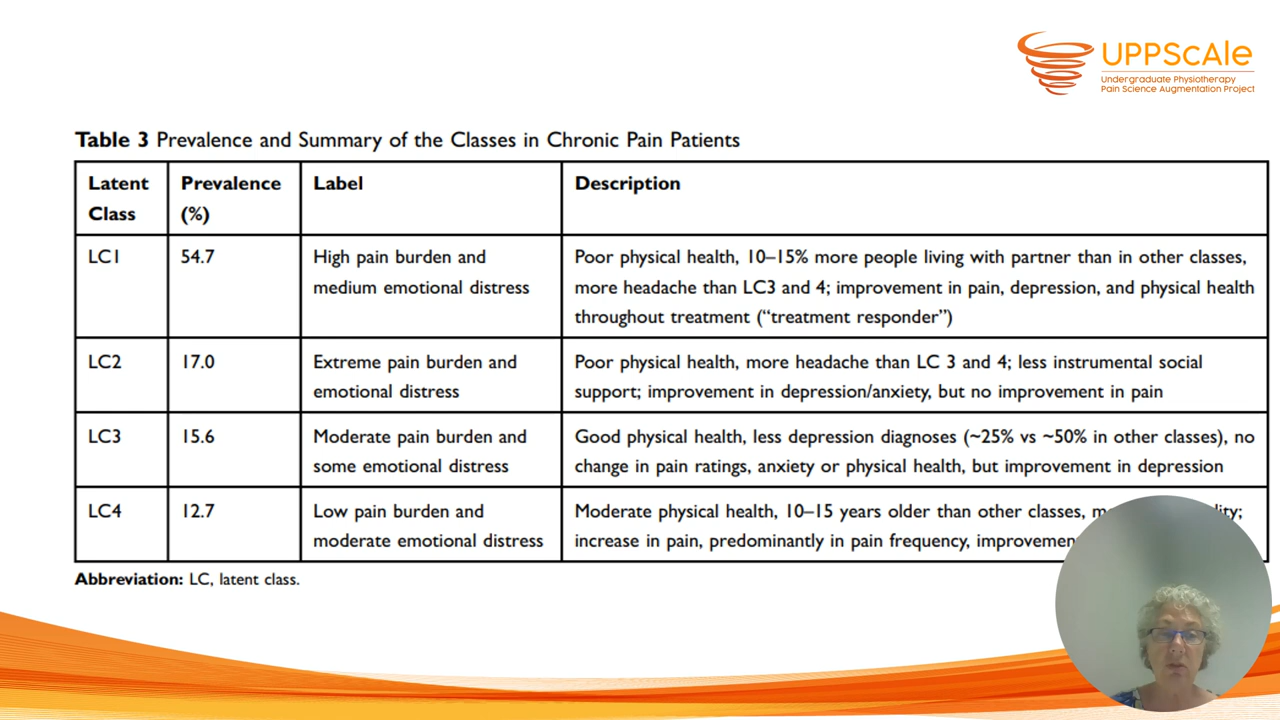 UPPScAle
Undergraduate Physiotherapy
Pain Science Augmentation Project
Table 3 Prevalence and Summary of the Classes in Chronic Pain Patients
Latent Class Prevalence (%) Label Description
LC1 54.7 High pain burden and medium emotional distress
Poor physical health, 10–15% more people living with partner than in other classes,
more headache than LC3 and 4; improvement in pain, depression, and physical health
throughout treatment (“treatment responder”)
LC2 17.0 Extreme pain burden and emotional distress
Poor physical health, more headache than LC 3 and 4; less instrumental social
support; improvement in depression/anxiety, but no improvement in pain
LC3 15.6 Moderate pain burden and some emotional distress
Good physical health, less depression diagnoses (~25% vs ~50% in other classes), no
change in pain ratings, anxiety or physical health, but improvement in depression
LC4 12.7 Low pain burden and moderate emotional distress
Moderate physical health, 10–15 years older than other classes,
increase in pain, predominantly in pain frequency,
Abbreviation: LC, latent class.